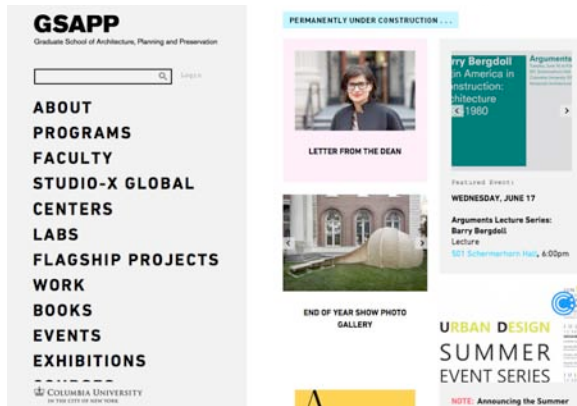 GSAPP
Graduate School of Architecture, Planning and Preservation
Login
ABOUT
PROGRAMS
FACULTY
STUDIO-X GLOBAL
CENTERS
LABS
FLAGSHIP PROJECTS
WORK
BOOKS
EVENTS
EXHIBITIONS
COLUMBIA UNIVERSITY
IN THE CITY OF NEW YORK
PERMANENTLY UNDER CONSTRUCTION . . .
LETTER FROM THE DEAN
END OF YEAR SHOW PHOTO
GALLERY
A
rry Bergdoll
in America in
nstruction:
chitecture
1980
Arguments
Featured Event:
WEDNESDAY, JUNE 17
Arguments Lecture Series:
Barry Bergdoll
Lecture
501 Schermerhorn Hall, 6:00pm
URBAN DESIGN
SUMMER
EVENT SERIES
NOTE: Announcing the Summer